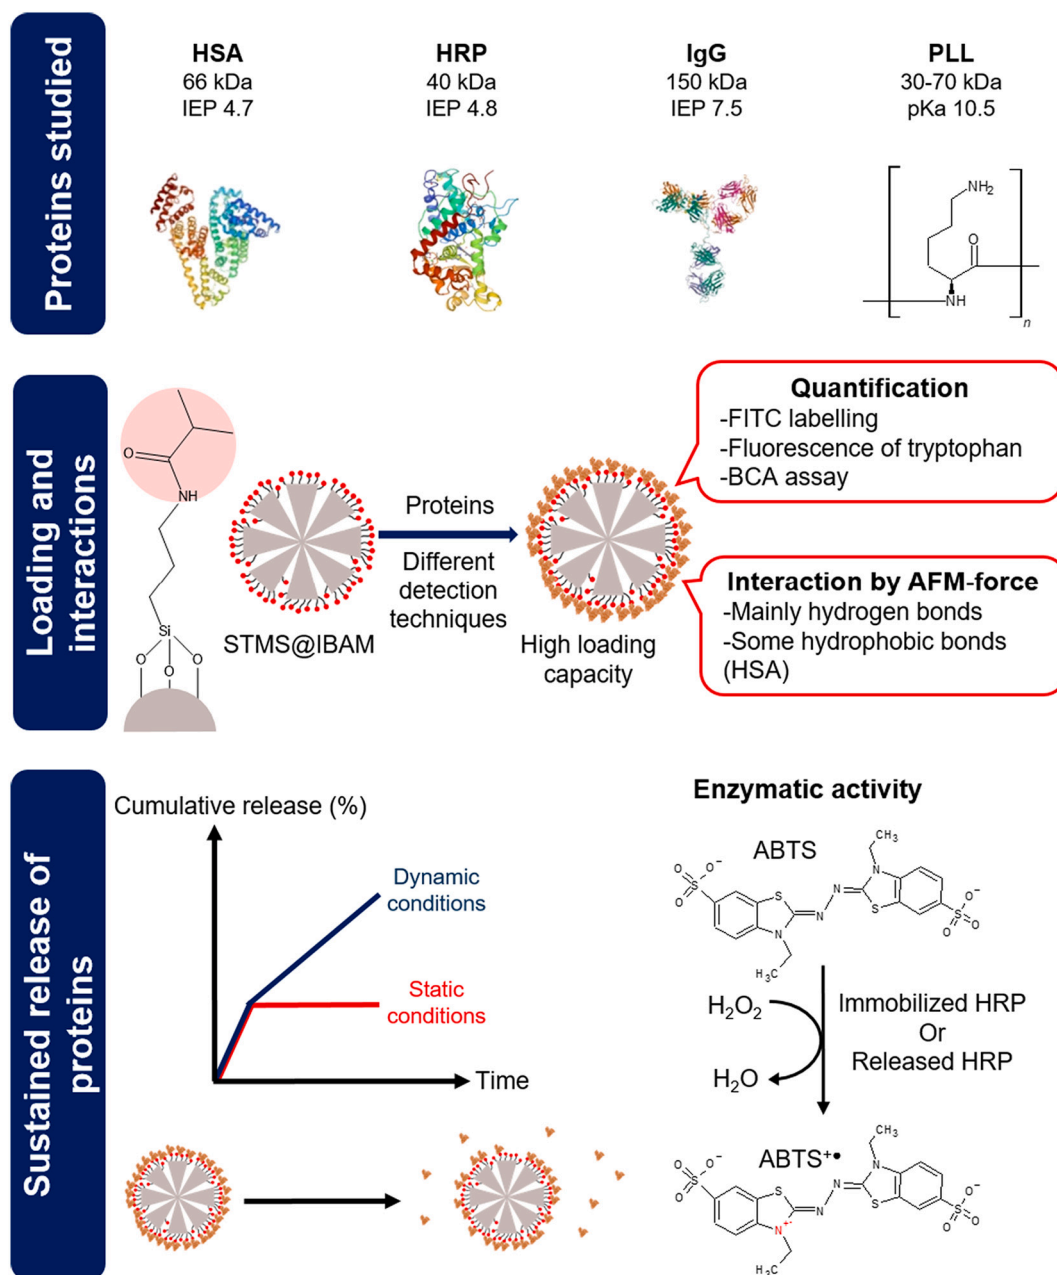 Proteins studied
HSA
66 kDa
IEP 4.7
HRP
40 kDa
IEP 4.8
IgG
150 kDa
IEP 7.5
PLL
30-70 kDa
pKa 10.5
NH₂
O
NH
n
Loading and
interactions
O
NH
Si
O
O
O
STMS@IBAM
Proteins
Different
detection
techniques
High loading
capacity
Quantification
-FITC labelling
-Fluorescence of tryptophan
-BCA assay
Interaction by AFM-force
-Mainly hydrogen bonds
-Some hydrophobic bonds
(HSA)
Sustained release of
proteins
Cumulative release (%)
Dynamic
conditions
Static
conditions
Time
Enzymatic activity
ABTS
CH₃
O
S
O⁻
O
S
N
N
N
N
S
H₃C
O
S
O⁻
O
H₂O₂
H₂O
Immobilized HRP
Or
Released HRP
ABTS⁺•
CH₃
O
S
O⁻
O
S
N
N
N
N⁺·
S
H₃C
O
S
O⁻
O